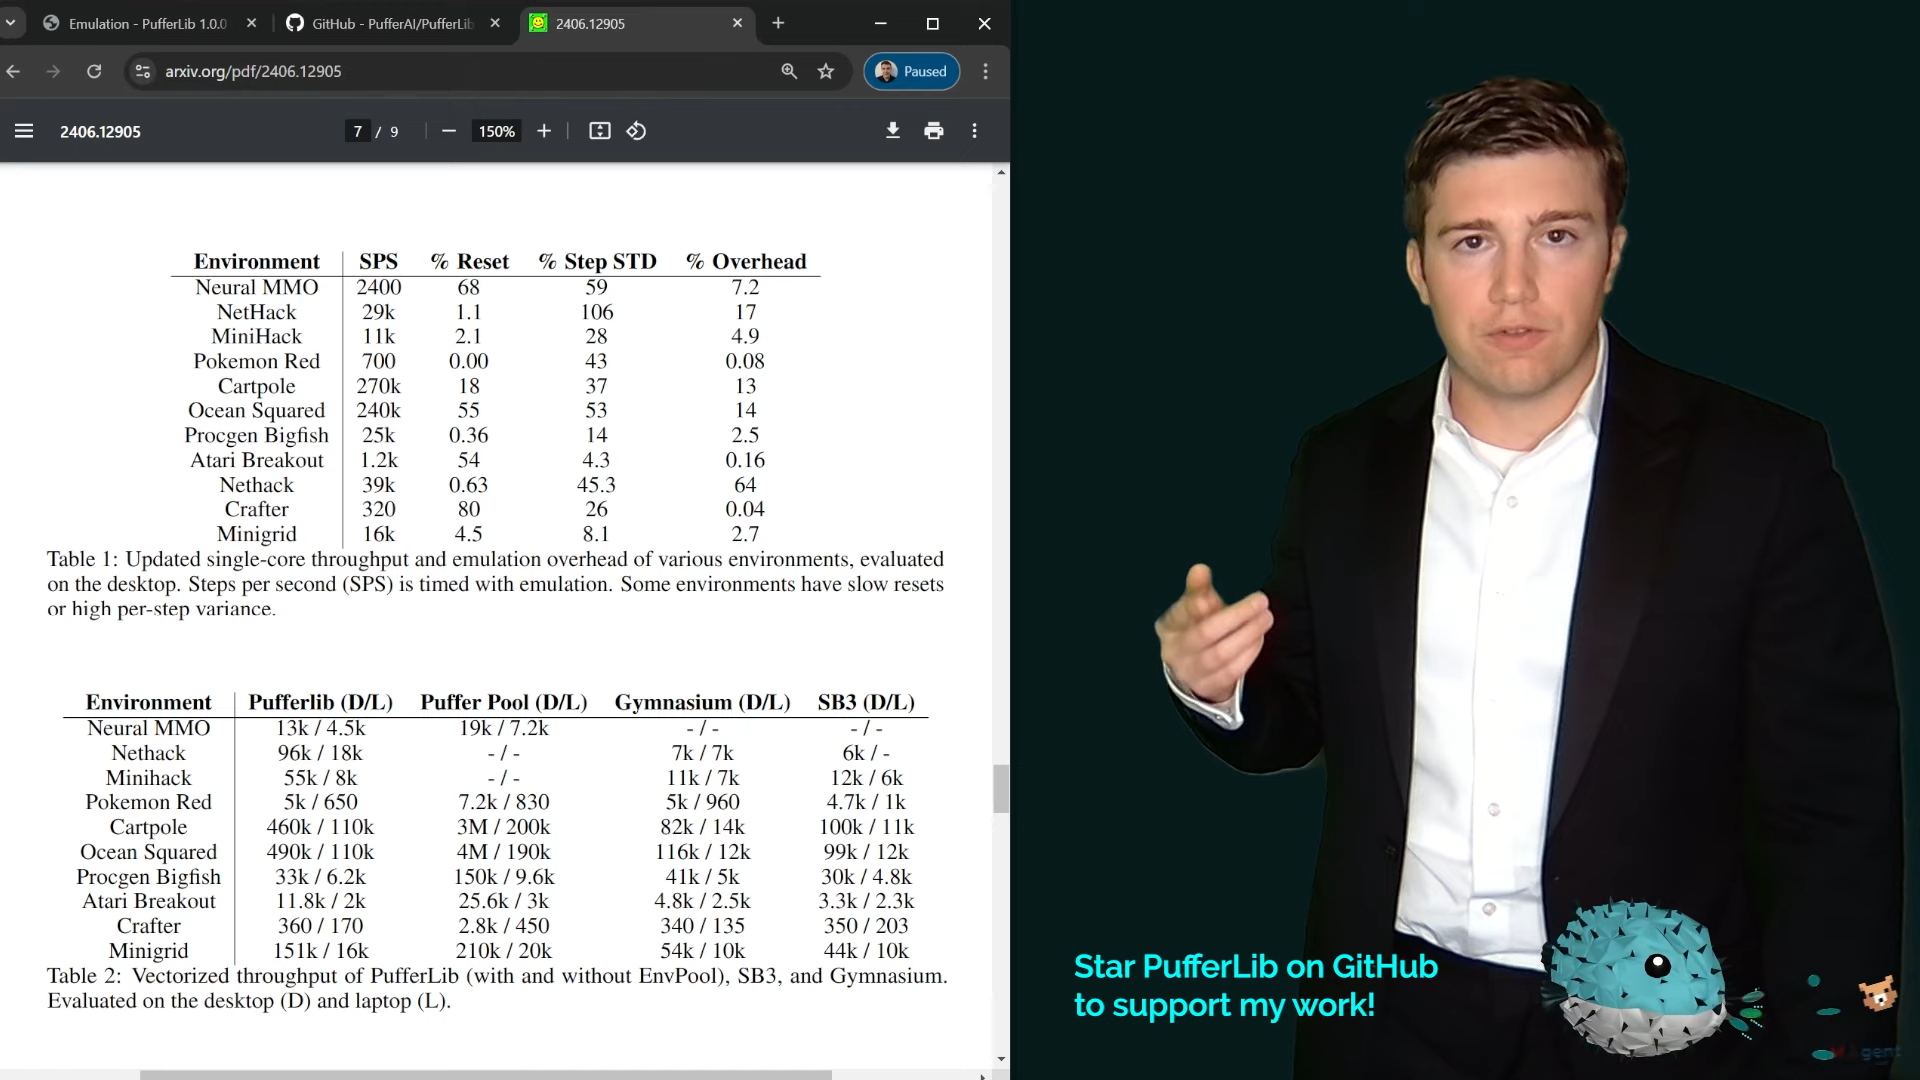 Emulation - PufferLib 1.0.0
GitHub - PufferAI/PufferLib
2406.12905
arxiv.org/pdf/2406.12905
Paused
2406.12905
7 / 9
150%
Environment SPS % Reset % Step STD % Overhead
Neural MMO 2400 68 59 7.2
NetHack 29k 1.1 106 17
MiniHack 11k 2.1 28 4.9
Pokemon Red 700 0.00 43 0.08
Cartpole 270k 18 37 13
Ocean Squared 240k 55 53 14
Procgen Bigfish 25k 0.36 14 2.5
Atari Breakout 1.2k 54 4.3 0.16
Nethack 39k 0.63 45.3 64
Crafter 320 80 26 0.04
Minigrid 16k 4.5 8.1 2.7
Table 1: Updated single-core throughput and emulation overhead of various environments, evaluated
on the desktop. Steps per second (SPS) is timed with emulation. Some environments have slow resets
or high per-step variance.
Environment Pufferlib (D/L) Puffer Pool (D/L) Gymnasium (D/L) SB3 (D/L)
Neural MMO 13k / 4.5k 19k / 7.2k - / - - / -
Nethack 96k / 18k - / - 7k / 7k 6k / -
Minihack 55k / 8k - / - 11k / 7k 12k / 6k
Pokemon Red 5k / 650 7.2k / 830 5k / 960 4.7k / 1k
Cartpole 460k / 110k 3M / 200k 82k / 14k 100k / 11k
Ocean Squared 490k / 110k 4M / 190k 116k / 12k 99k / 12k
Procgen Bigfish 33k / 6.2k 150k / 9.6k 41k / 5k 30k / 4.8k
Atari Breakout 11.8k / 2k 25.6k / 3k 4.8k / 2.5k 3.3k / 2.3k
Crafter 360 / 170 2.8k / 450 340 / 135 350 / 203
Minigrid 151k / 16k 210k / 20k 54k / 10k 44k / 10k
Table 2: Vectorized throughput of PufferLib (with and without EnvPool), SB3, and Gymnasium.
Evaluated on the desktop (D) and laptop (L).
Star PufferLib on GitHub
to support my work!